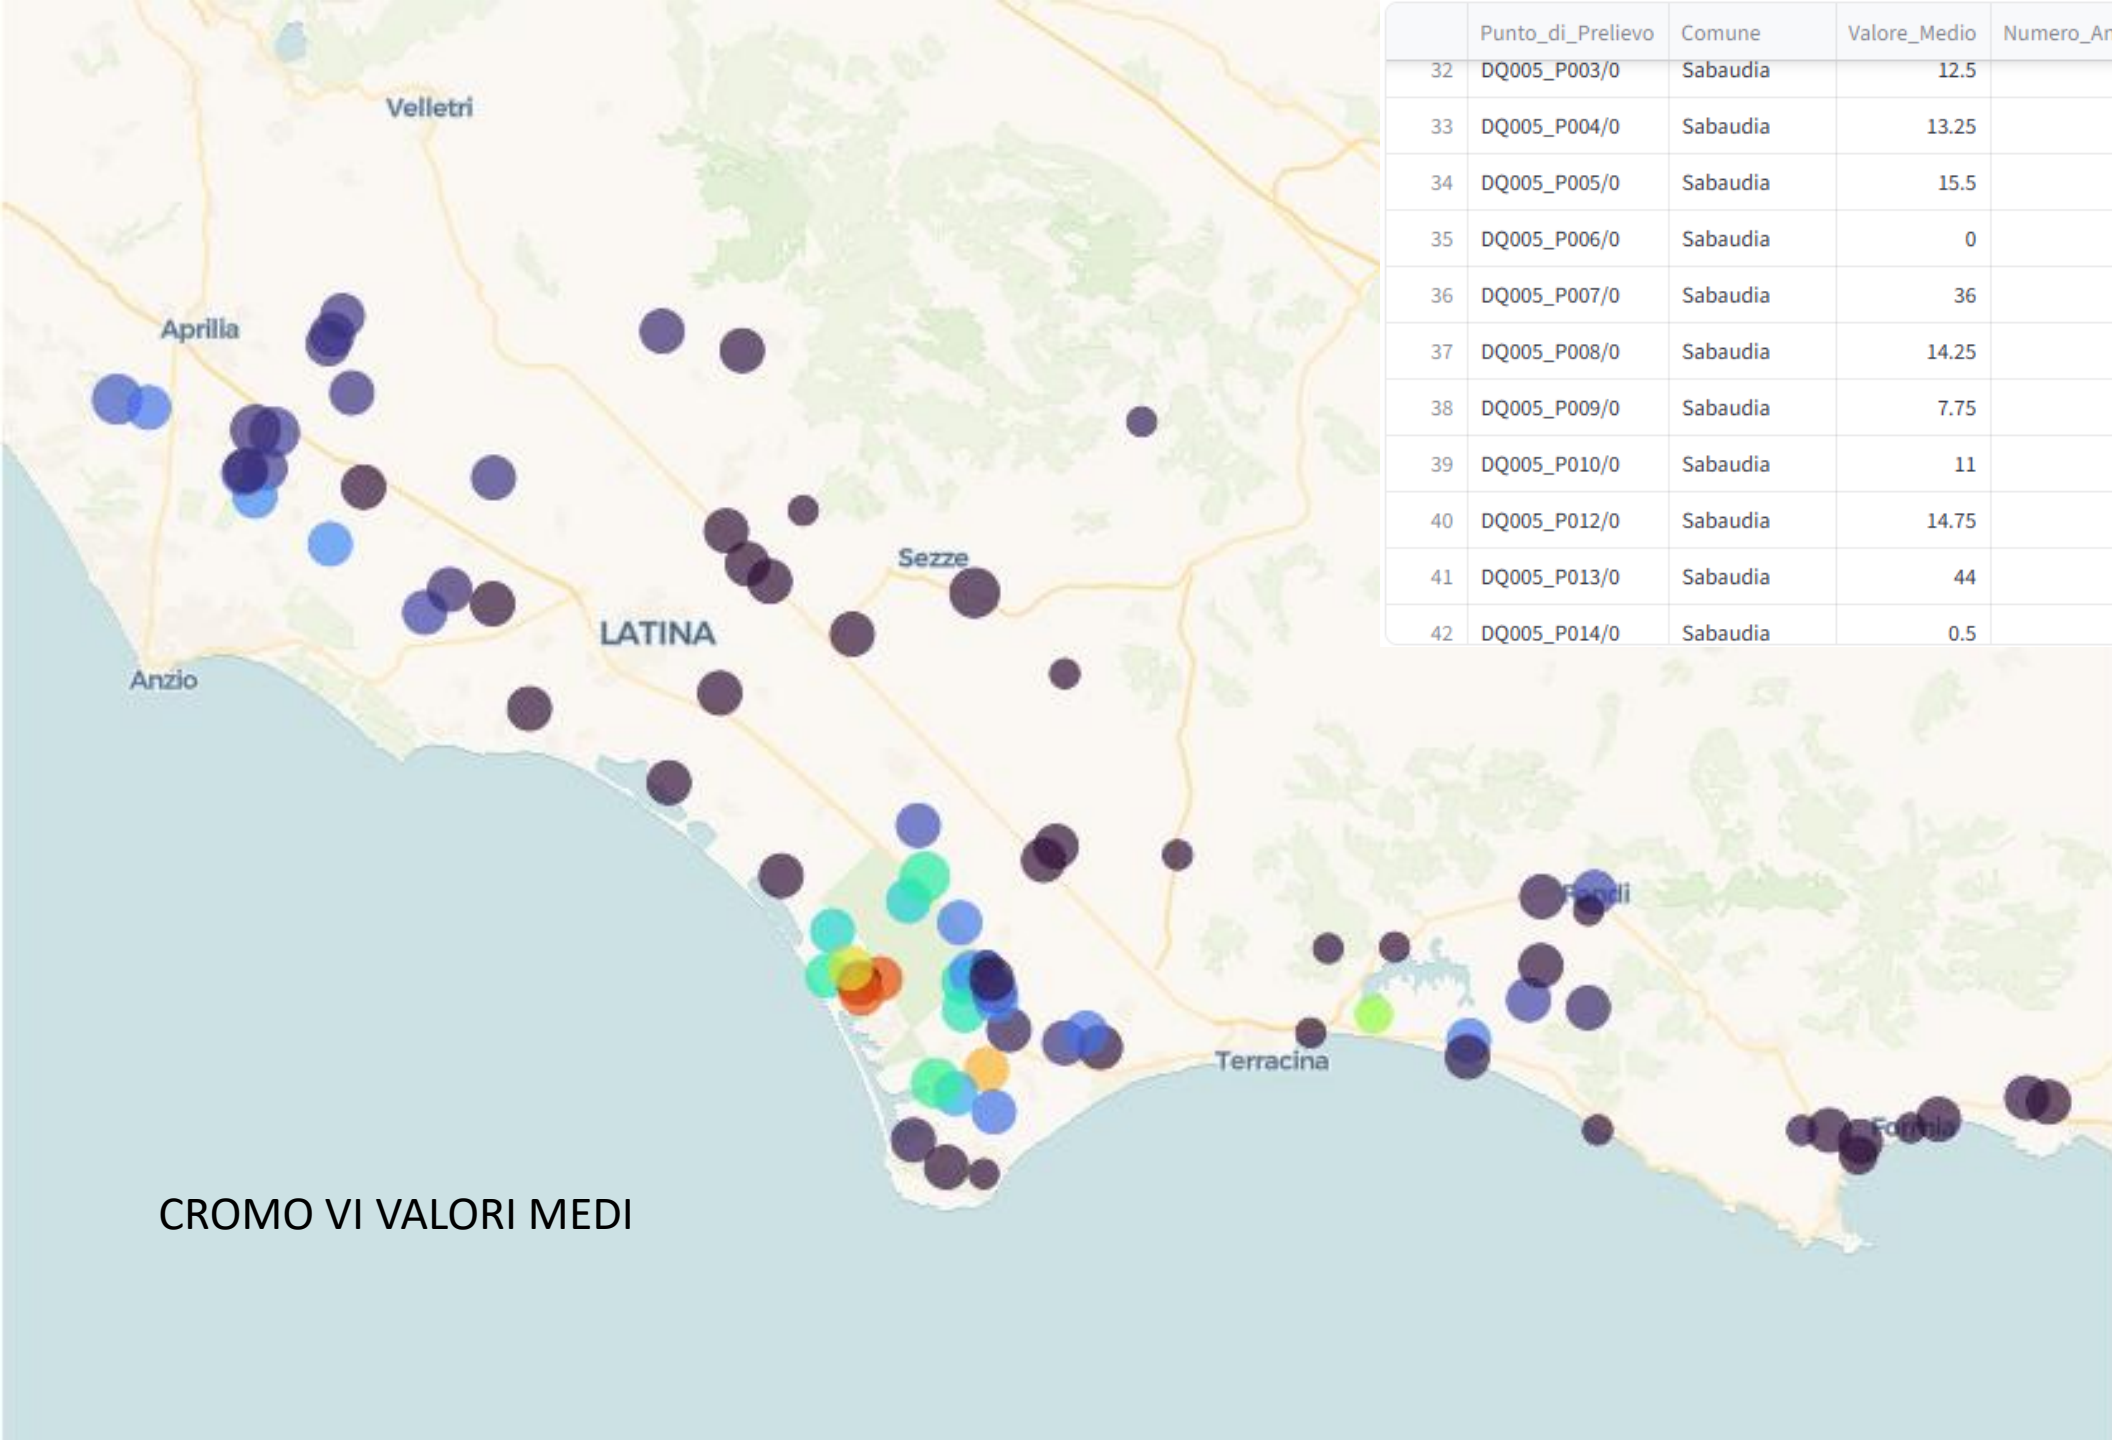 Punto_di_Prelievo Comune Valore_Medio Numero_An
32 DQ005_P003/0 Sabaudia 12.5
33 DQ005_P004/0 Sabaudia 13.25
34 DQ005_P005/0 Sabaudia 15.5
35 DQ005_P006/0 Sabaudia 0
36 DQ005_P007/0 Sabaudia 36
37 DQ005_P008/0 Sabaudia 14.25
38 DQ005_P009/0 Sabaudia 7.75
39 DQ005_P010/0 Sabaudia 11
40 DQ005_P012/0 Sabaudia 14.75
41 DQ005_P013/0 Sabaudia 44
42 DQ005_P014/0 Sabaudia 0.5
Velletri
Aprilia
Sezze
LATINA
Anzio
Fondi
Terracina
Formia
CROMO VI VALORI MEDI